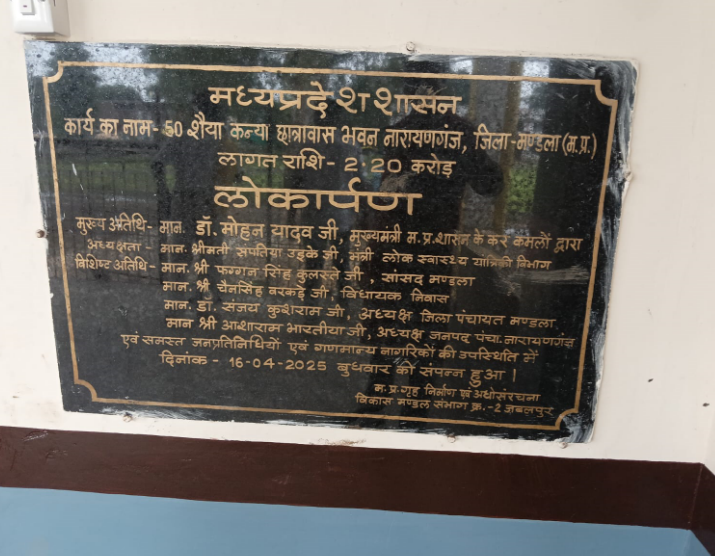 मध्यप्रदेश शासन
कार्य का नाम- 50 शैया कन्या छात्रावास भवन नारायणगंज, जिला-मण्डला (म.प्र.)
लागत राशि - 2.20 करोड़
लोकार्पण
मुख्य अतिथि- मान. डॉ. मोहन यादव जी, मुख्यमंत्री म.प्र.शासन के कर कमलों द्वारा
अध्यक्षता - मान. श्रीमती संपतिया उइके जी, मंत्री लोक स्वास्थ्य यांत्रिकी विभाग
विशिष्ट अतिथि- मान. श्री फग्गन सिंह कुलस्ते जी, सांसद मण्डला
मान. श्री चैनसिंह वरकड़े जी, विधायक निवास
मान. डॉ. संजय कुशराम जी, अध्यक्ष जिला पंचायत मण्डला
मान श्री आशाराम भारतीया जी, अध्यक्ष जनपद पंचा. नारायणगंज
एवं समस्त जनप्रतिनिधियों एवं गणमान्य नागरिकों की उपस्थिति में
दिनांक - 16-04-2025 बुधवार को संपन्न हुआ।
म.प्र.गृह निर्माण एवं अधोसंरचना
विकास मण्डल संभाग क्र.-2 जबलपुर